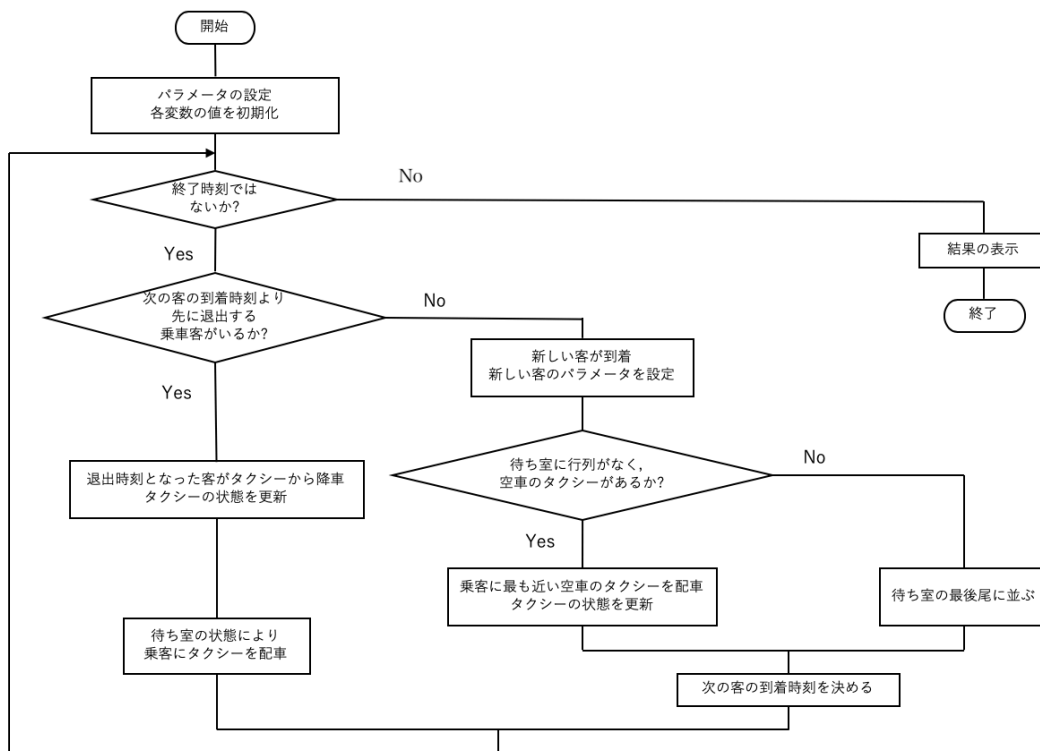 開始
パラメータの設定
各変数の値を初期化
終了時刻では
ないか?
No
Yes
結果の表示
終了
次の客の到着時刻より
先に退出する
乗車客がいるか?
No
Yes
新しい客が到着
新しい客のパラメータを設定
待ち室に行列がなく,
空車のタクシーがあるか?
No
Yes
退出時刻となった客がタクシーから降車
タクシーの状態を更新
乗客に最も近い空車のタクシーを配車
タクシーの状態を更新
待ち室の最後尾に並ぶ
待ち室の状態により
乗客にタクシーを配車
次の客の到着時刻を決める